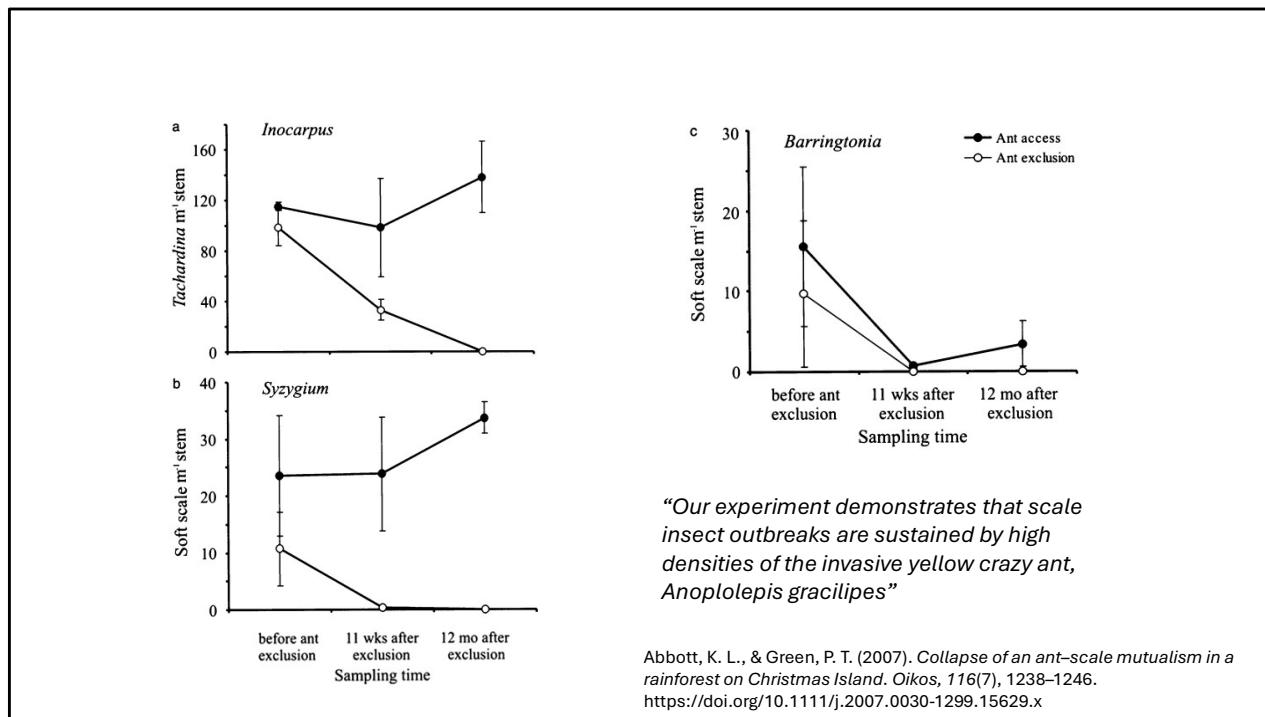 a
Inocarpus
160
120
80
40
0
Tachardina m⁻¹ stem
b
Syzygium
40
30
20
10
0
Soft scale m⁻¹ stem
before ant exclusion
11 wks after exclusion
12 mo after exclusion
Sampling time
c
Barringtonia
Ant access
Ant exclusion
30
20
10
0
Soft scale m⁻¹ stem
before ant exclusion
11 wks after exclusion
12 mo after exclusion
Sampling time
“Our experiment demonstrates that scale
insect outbreaks are sustained by high
densities of the invasive yellow crazy ant,
Anoplolepis gracilipes”
Abbott, K. L., & Green, P. T. (2007). Collapse of an ant–scale mutualism in a
rainforest on Christmas Island. Oikos, 116(7), 1238–1246.
https://doi.org/10.1111/j.2007.0030-1299.15629.x